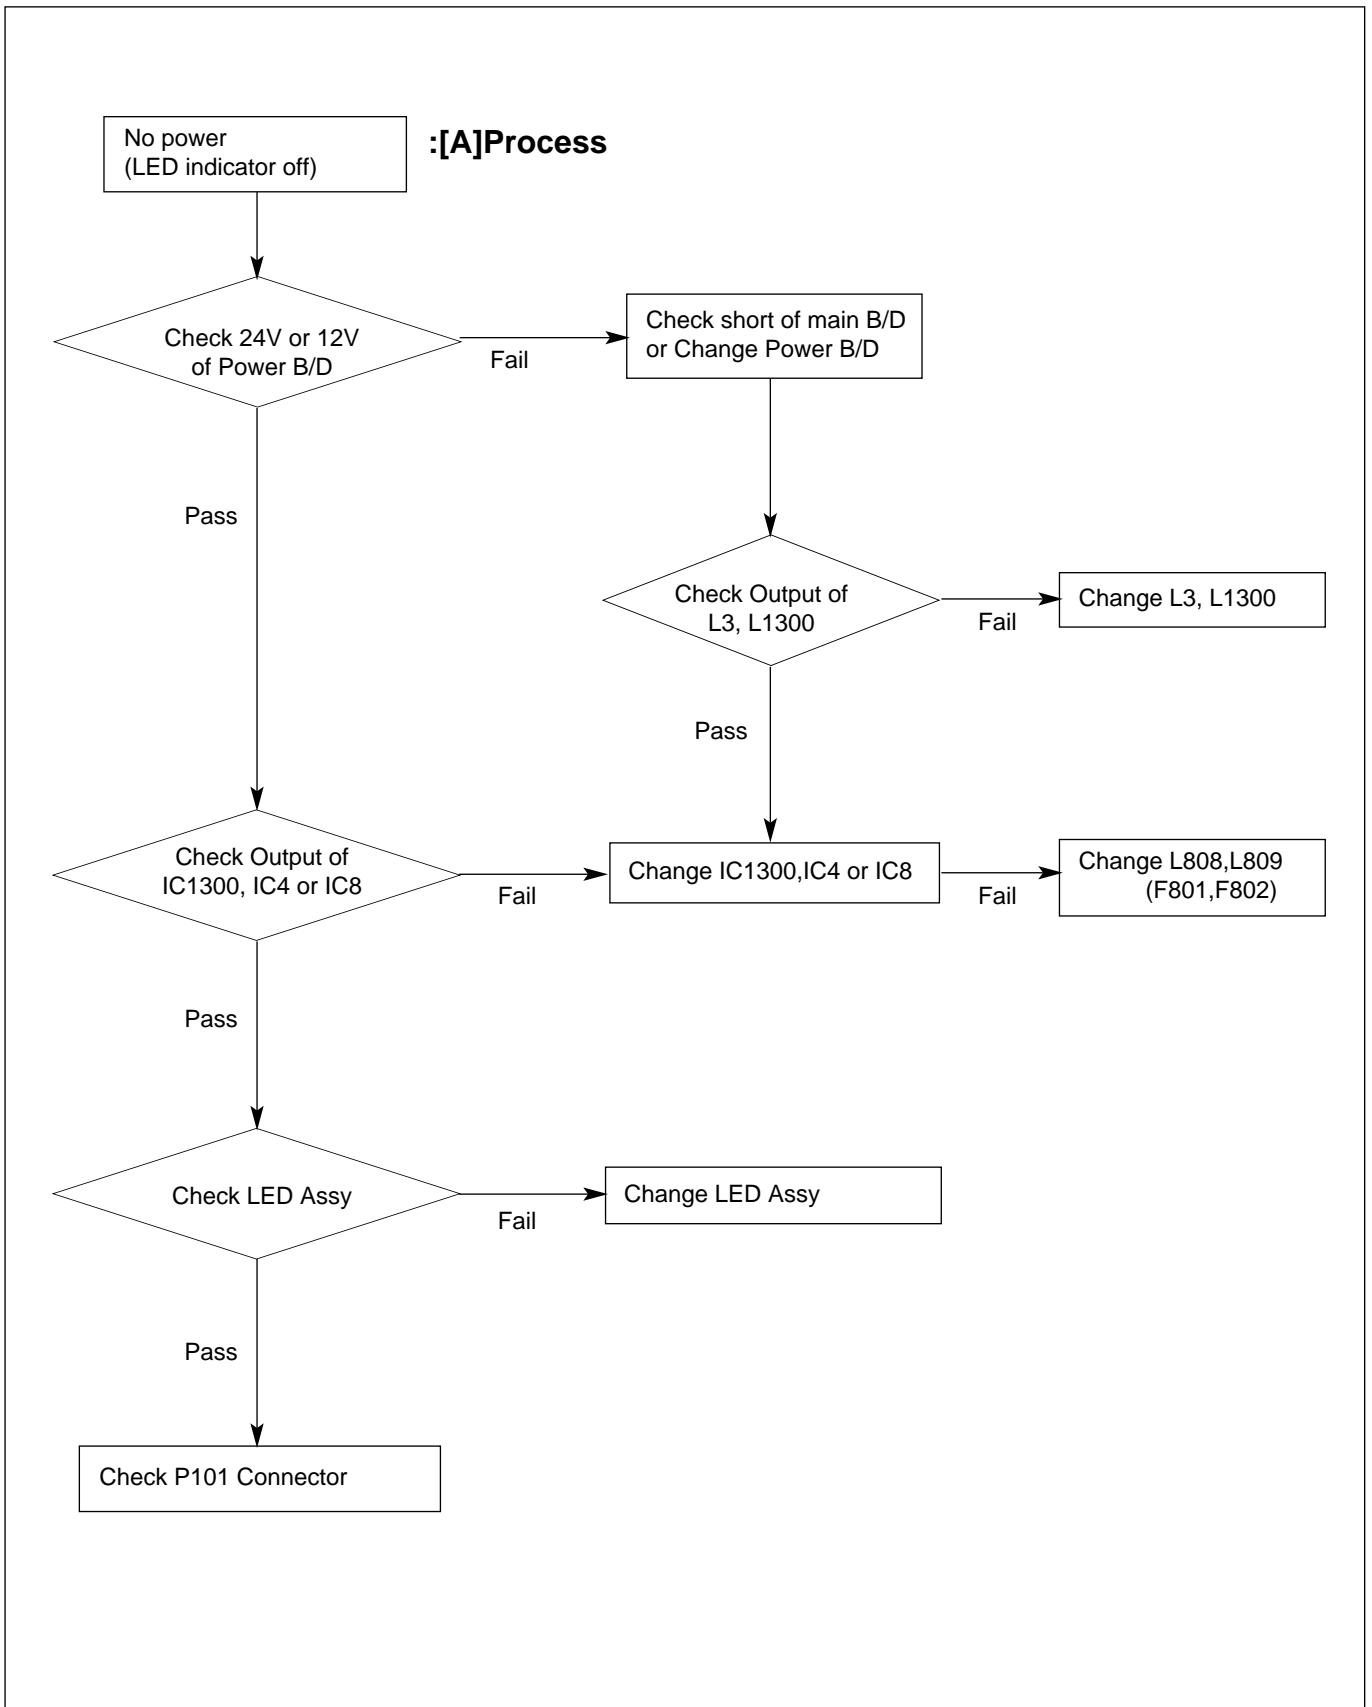 No power
(LED indicator off)
:[A]Process
Check 24V or 12V
of Power B/D
Fail
Check short of main B/D
or Change Power B/D
Pass
Check Output of
L3, L1300
Fail
Change L3, L1300
Pass
Check Output of
IC1300, IC4 or IC8
Fail
Change IC1300,IC4 or IC8
Fail
Change L808,L809
(F801,F802)
Pass
Check LED Assy
Fail
Change LED Assy
Pass
Check P101 Connector